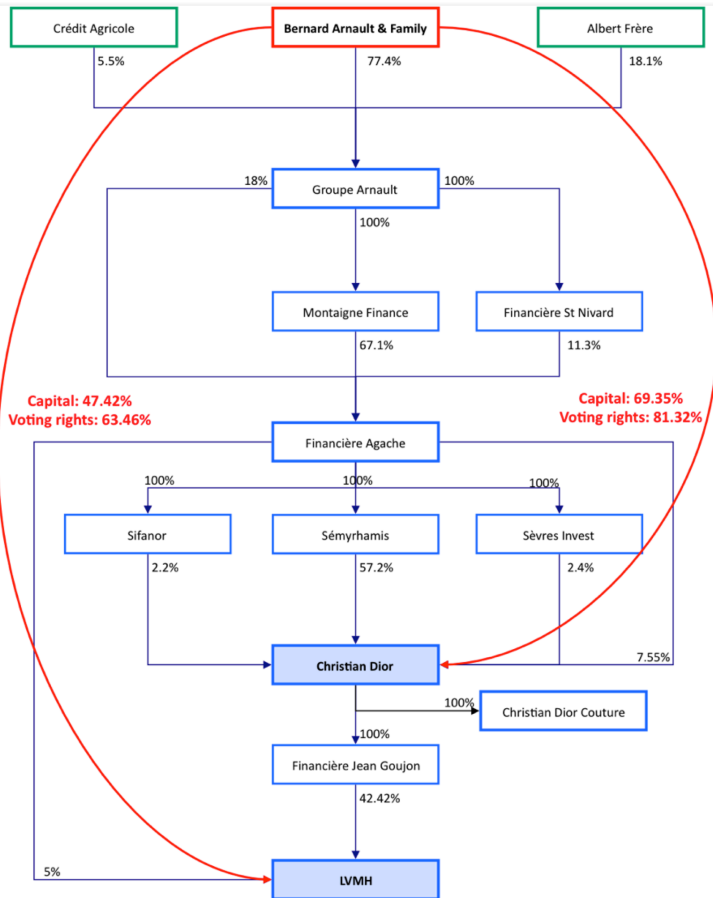 Crédit Agricole
Bernard Arnault & Family
Albert Frère
5.5%
77.4%
18.1%
18%
Groupe Arnault
100%
100%
Montaigne Finance
Financière St Nivard
67.1%
11.3%
Capital: 47.42%
Voting rights: 63.46%
Capital: 69.35%
Voting rights: 81.32%
Financière Agache
100%
100%
100%
Sifanor
Sémyrhamis
Sèvres Invest
2.2%
57.2%
2.4%
Christian Dior
7.55%
100%
Christian Dior Couture
100%
Financière Jean Goujon
42.42%
5%
LVMH